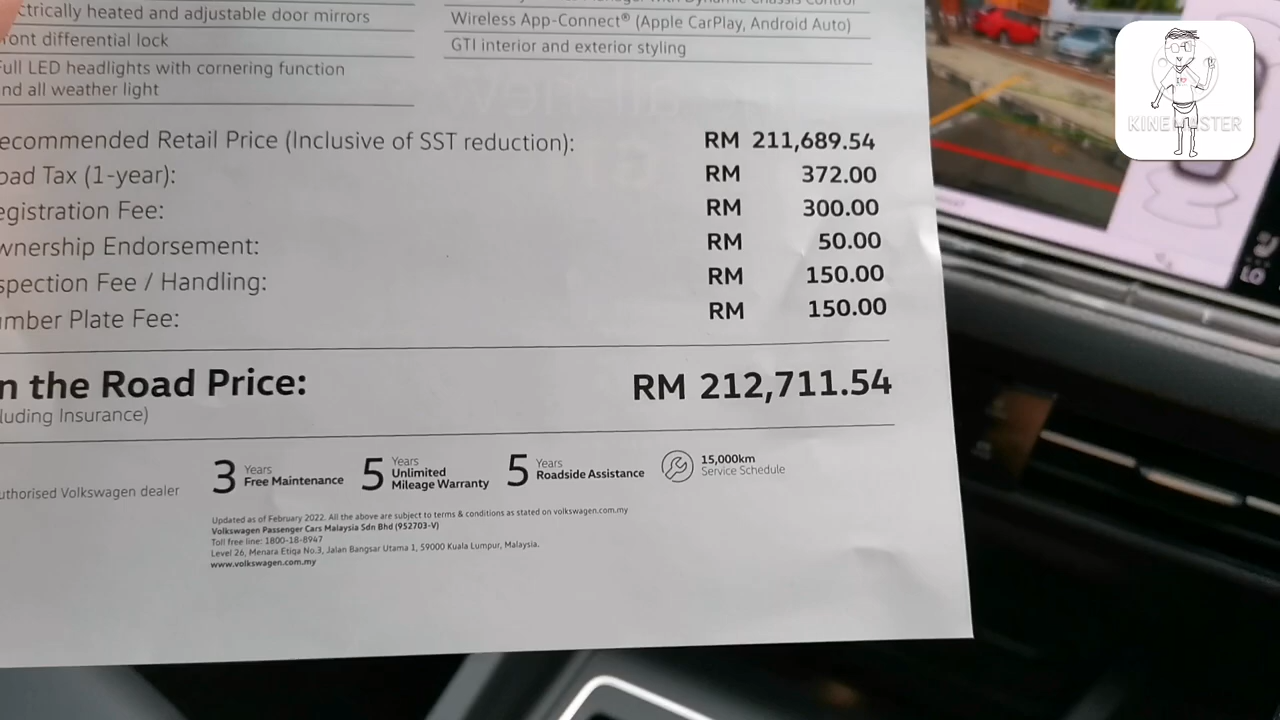 ctrically heated and adjustable door mirrors
ront differential lock
Full LED headlights with cornering function
nd all weather light
Manager with Dynamic Chassis Control
Wireless App-Connect® (Apple CarPlay, Android Auto)
GTI interior and exterior styling
ecommended Retail Price (Inclusive of SST reduction): RM 211,689.54
oad Tax (1-year): RM 372.00
egistration Fee: RM 300.00
wnership Endorsement: RM 50.00
spection Fee / Handling: RM 150.00
umber Plate Fee: RM 150.00
n the Road Price: RM 212,711.54
luding Insurance)
uthorised Volkswagen dealer
3 Years Free Maintenance
5 Years Unlimited Mileage Warranty
5 Years Roadside Assistance
15,000km Service Schedule
Updated as of February 2022. All the above are subject to terms & conditions as stated on volkswagen.com.my
Volkswagen Passenger Cars Malaysia Sdn Bhd (952703-V)
Toll free line: 1800-18-8947
Level 26, Menara Etiqa No.3, Jalan Bangsar Utama 1, 59000 Kuala Lumpur, Malaysia.
www.volkswagen.com.my
KINEMASTER
LO